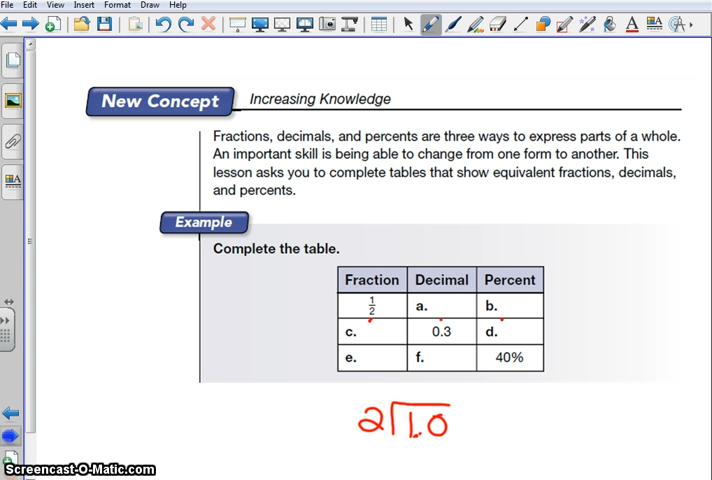 File Edit View Insert Format Draw Help
New Concept Increasing Knowledge
Fractions, decimals, and percents are three ways to express parts of a whole.
An important skill is being able to change from one form to another. This
lesson asks you to complete tables that show equivalent fractions, decimals,
and percents.
Example
Complete the table.
Fraction Decimal Percent
1/2 a. b.
c. 0.3 d.
e. f. 40%
2 1.0
Screencast-O-Matic.com